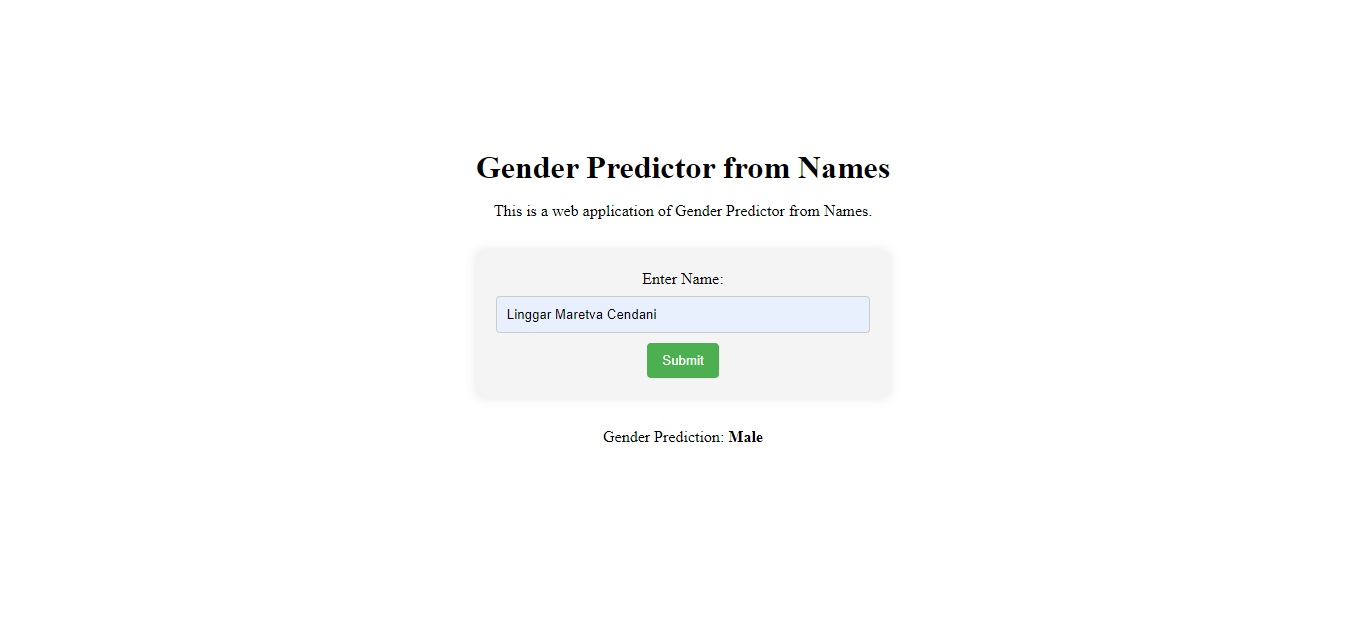 Gender Predictor from Names
This is a web application of Gender Predictor from Names.
Enter Name:
Linggar Maretva Cendani
Submit
Gender Prediction: Male